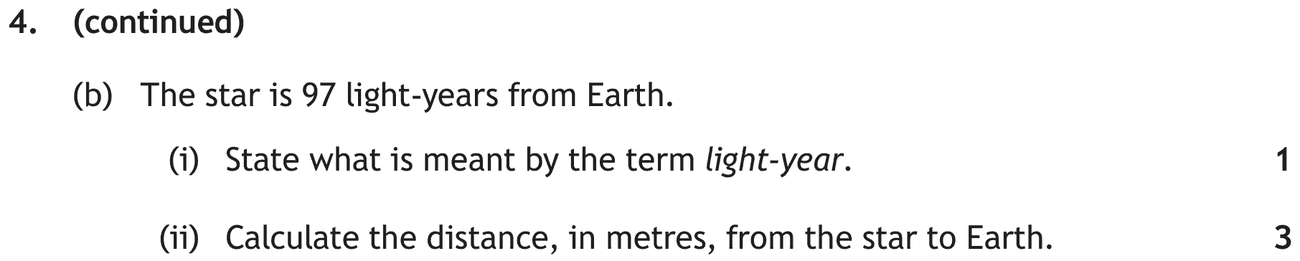 4. (continued)
(b) The star is 97 light-years from Earth.
(i) State what is meant by the term light-year. 1
(ii) Calculate the distance, in metres, from the star to Earth. 3